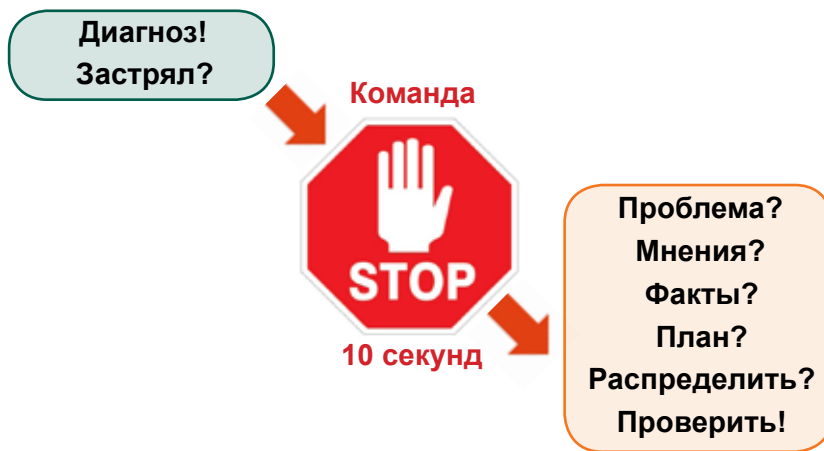 Диагноз!
Застрял?
Команда
STOP
10 секунд
Проблема?
Мнения?
Факты?
План?
Распределить?
Проверить!